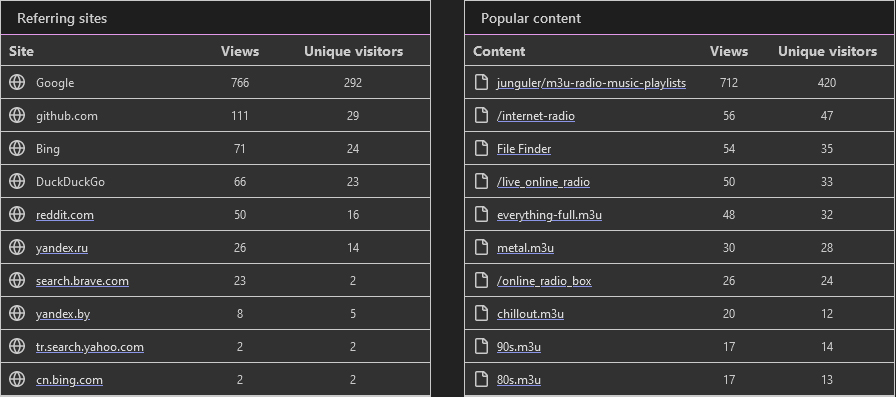 Referring sites
Site Views Unique visitors
Google 766 292
github.com 111 29
Bing 71 24
DuckDuckGo 66 23
reddit.com 50 16
yandex.ru 26 14
search.brave.com 23 2
yandex.by 8 5
tr.search.yahoo.com 2 2
cn.bing.com 2 2
Popular content
Content Views Unique visitors
junguler/m3u-radio-music-playlists 712 420
/internet-radio 56 47
File Finder 54 35
/live_online_radio 50 33
everything-full.m3u 48 32
metal.m3u 30 28
/online_radio_box 26 24
chillout.m3u 20 12
90s.m3u 17 14
80s.m3u 17 13